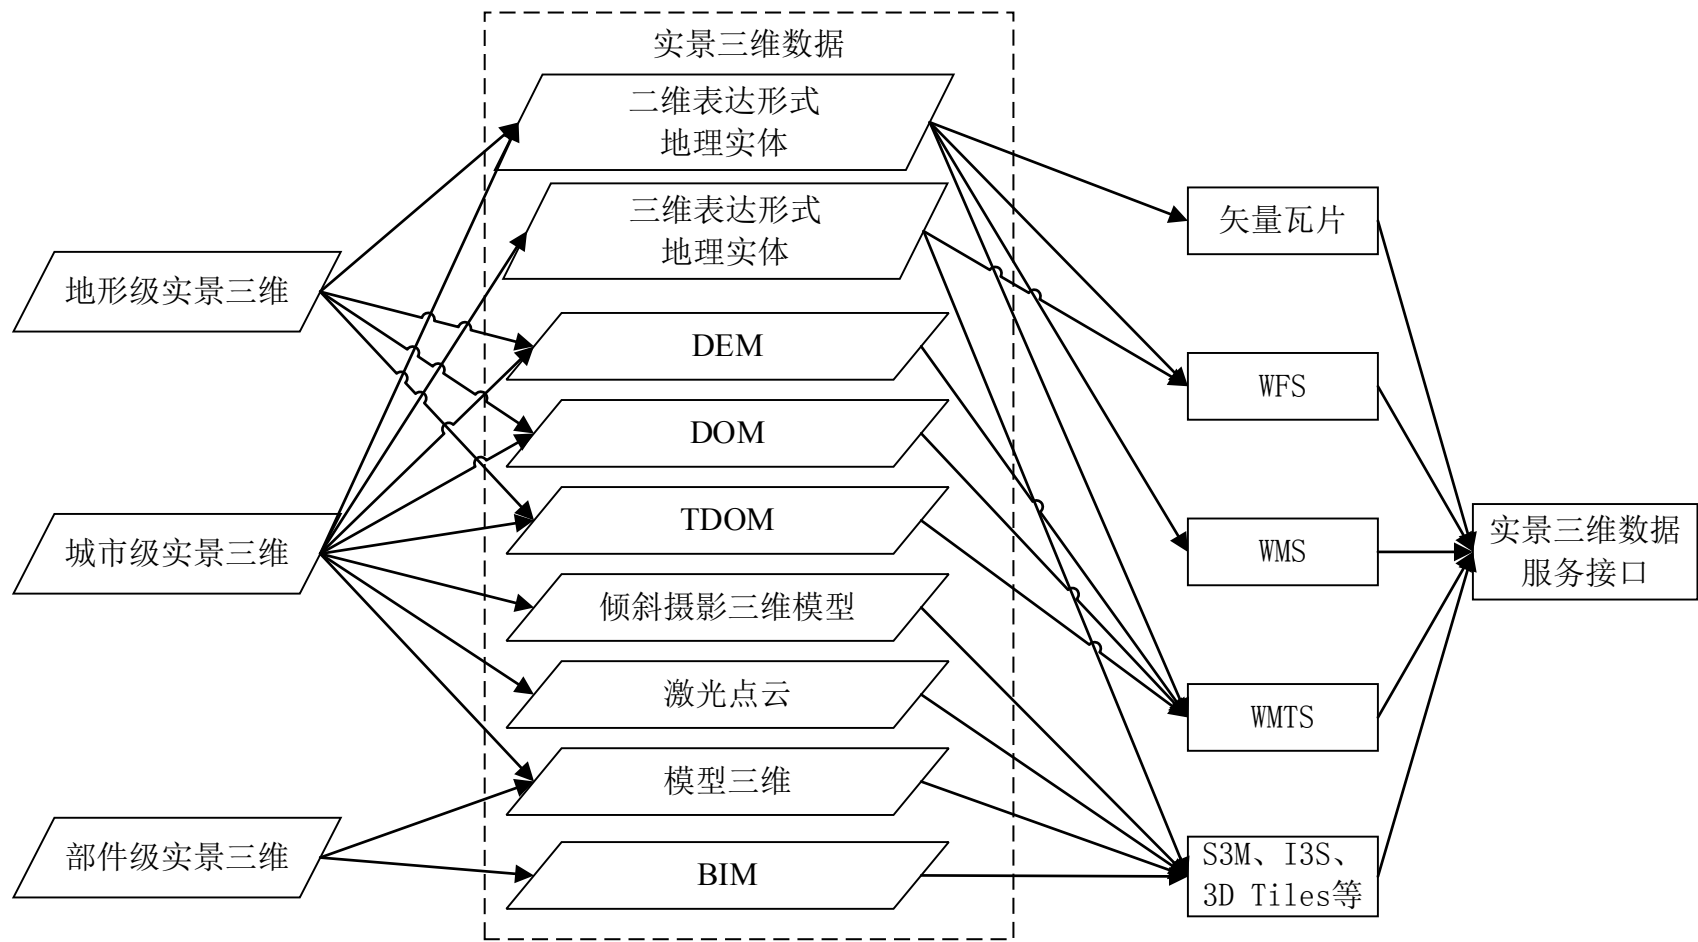 实景三维数据
二维表达形式
地理实体
三维表达形式
地理实体
DEM
DOM
TDOM
倾斜摄影三维模型
激光点云
模型三维
BIM
地形级实景三维
城市级实景三维
部件级实景三维
矢量瓦片
WFS
WMS
WMTS
S3M、I3S、
3D Tiles等
实景三维数据
服务接口